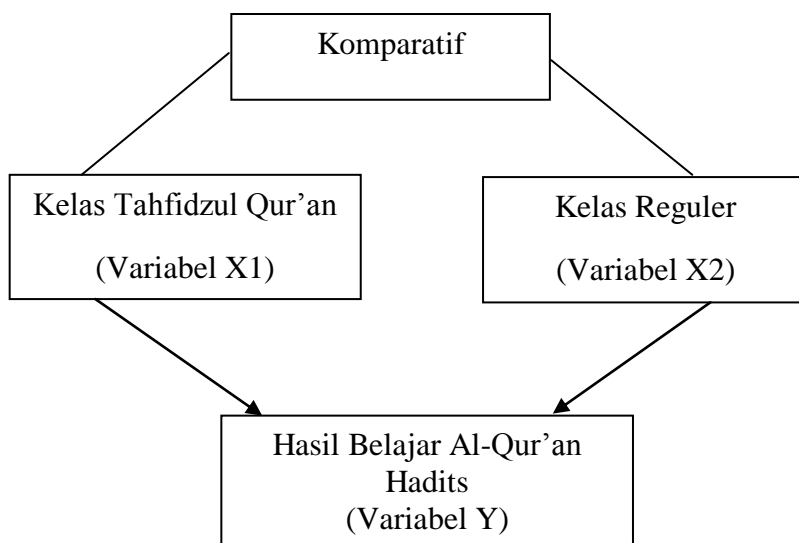 Komparatif
Kelas Tahfidzul Qur’an
(Variabel X1)
Kelas Reguler
(Variabel X2)
Hasil Belajar Al-Qur’an
Hadits
(Variabel Y)